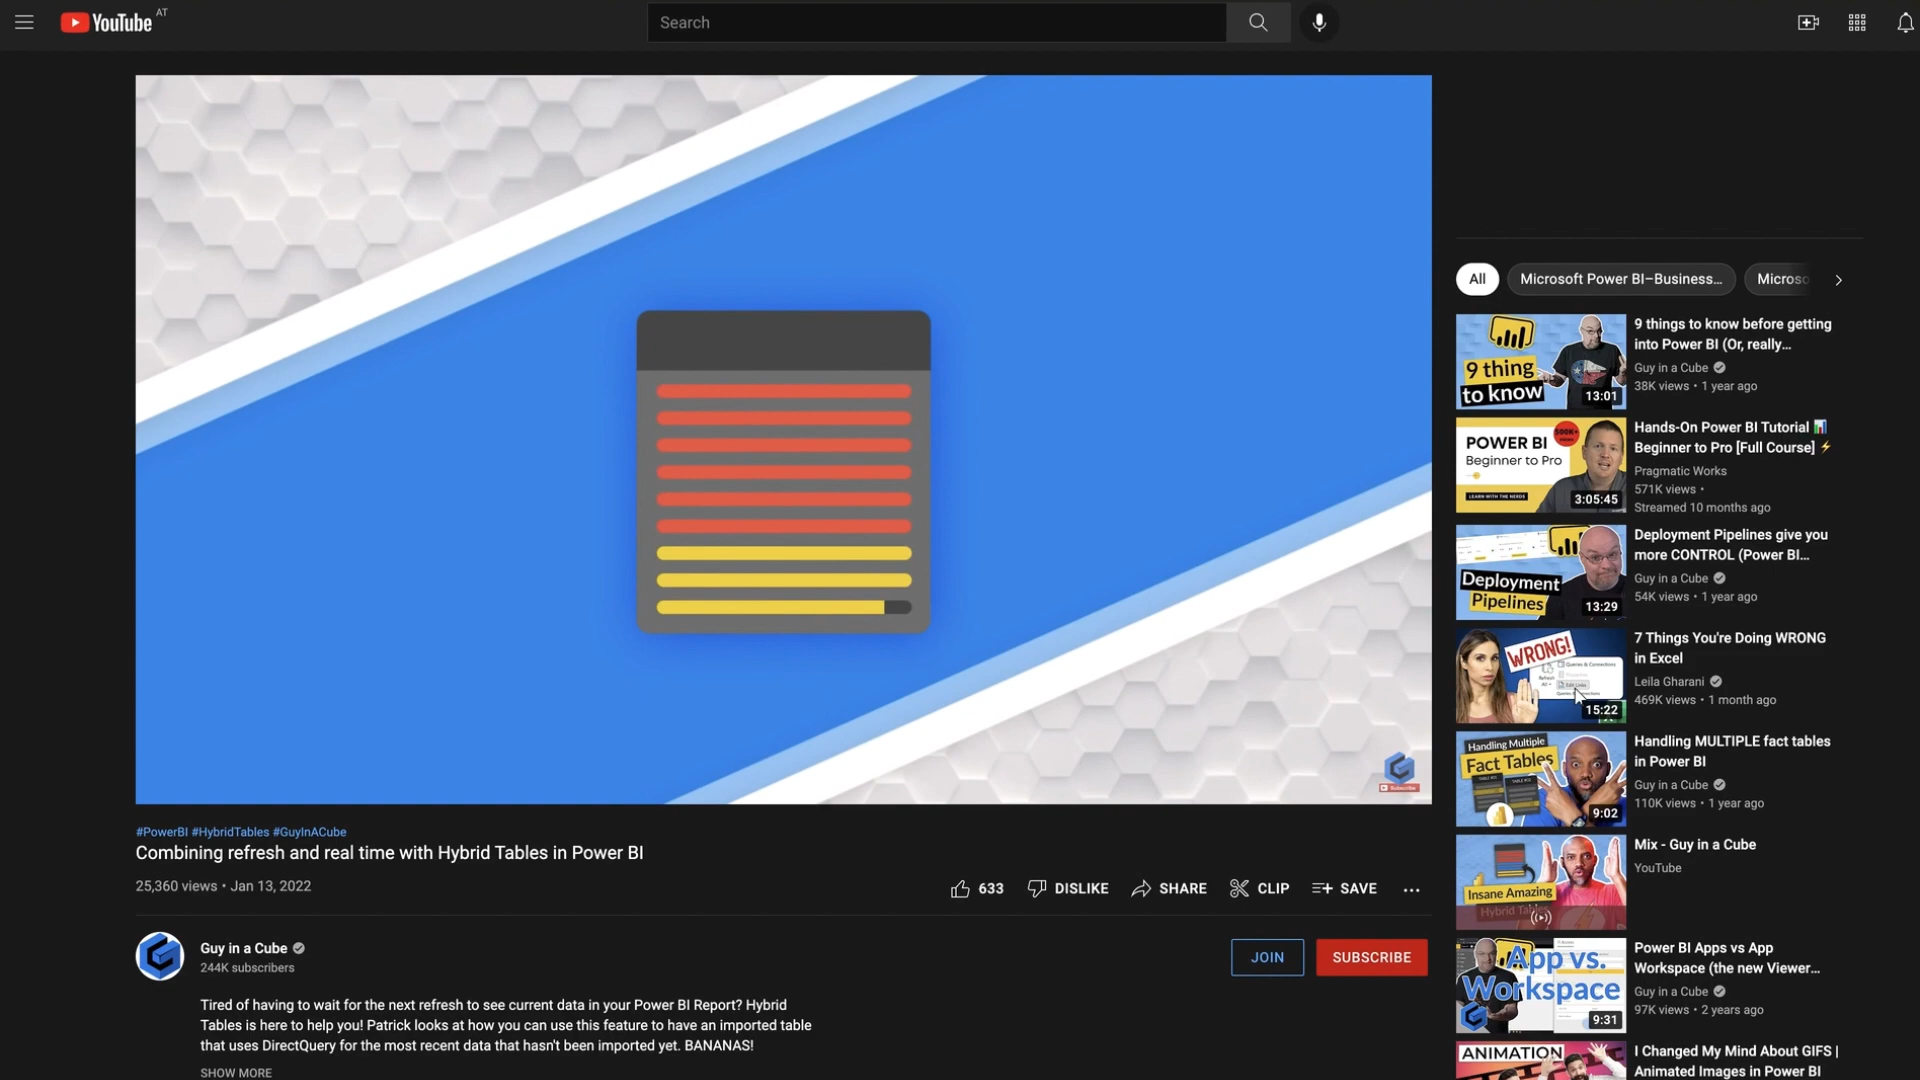 YouTube AT
Search
All
Microsoft Power BI–Business...
Micros
9 thing
to know
13:01
9 things to know before getting
into Power BI (Or, really...
Guy in a Cube
38K views • 1 year ago
POWER BI
Beginner to Pro
LEARN WITH THE NERDS
3:05:45
Hands-On Power BI Tutorial
Beginner to Pro [Full Course]
Pragmatic Works
571K views •
Streamed 10 months ago
Deployment
Pipelines
13:29
Deployment Pipelines give you
more CONTROL (Power BI...
Guy in a Cube
54K views • 1 year ago
WRONG!
Queries & Connections
Edit Links
15:22
7 Things You're Doing WRONG
in Excel
Leila Gharani
469K views • 1 month ago
Handling Multiple
Fact Tables
9:02
Handling MULTIPLE fact tables
in Power BI
Guy in a Cube
110K views • 1 year ago
Insane Amazing
Hybrid Tables
Mix - Guy in a Cube
YouTube
App vs.
Workspace
9:31
Power BI Apps vs App
Workspace (the new Viewer...
Guy in a Cube
97K views • 2 years ago
ANIMATION
I Changed My Mind About GIFS |
Animated Images in Power BI
Subscribe
#PowerBI #HybridTables #GuyInACube
Combining refresh and real time with Hybrid Tables in Power BI
25,360 views • Jan 13, 2022
633
DISLIKE
SHARE
CLIP
SAVE
Guy in a Cube
244K subscribers
JOIN
SUBSCRIBE
Tired of having to wait for the next refresh to see current data in your Power BI Report? Hybrid
Tables is here to help you! Patrick looks at how you can use this feature to have an imported table
that uses DirectQuery for the most recent data that hasn't been imported yet. BANANAS!
SHOW MORE